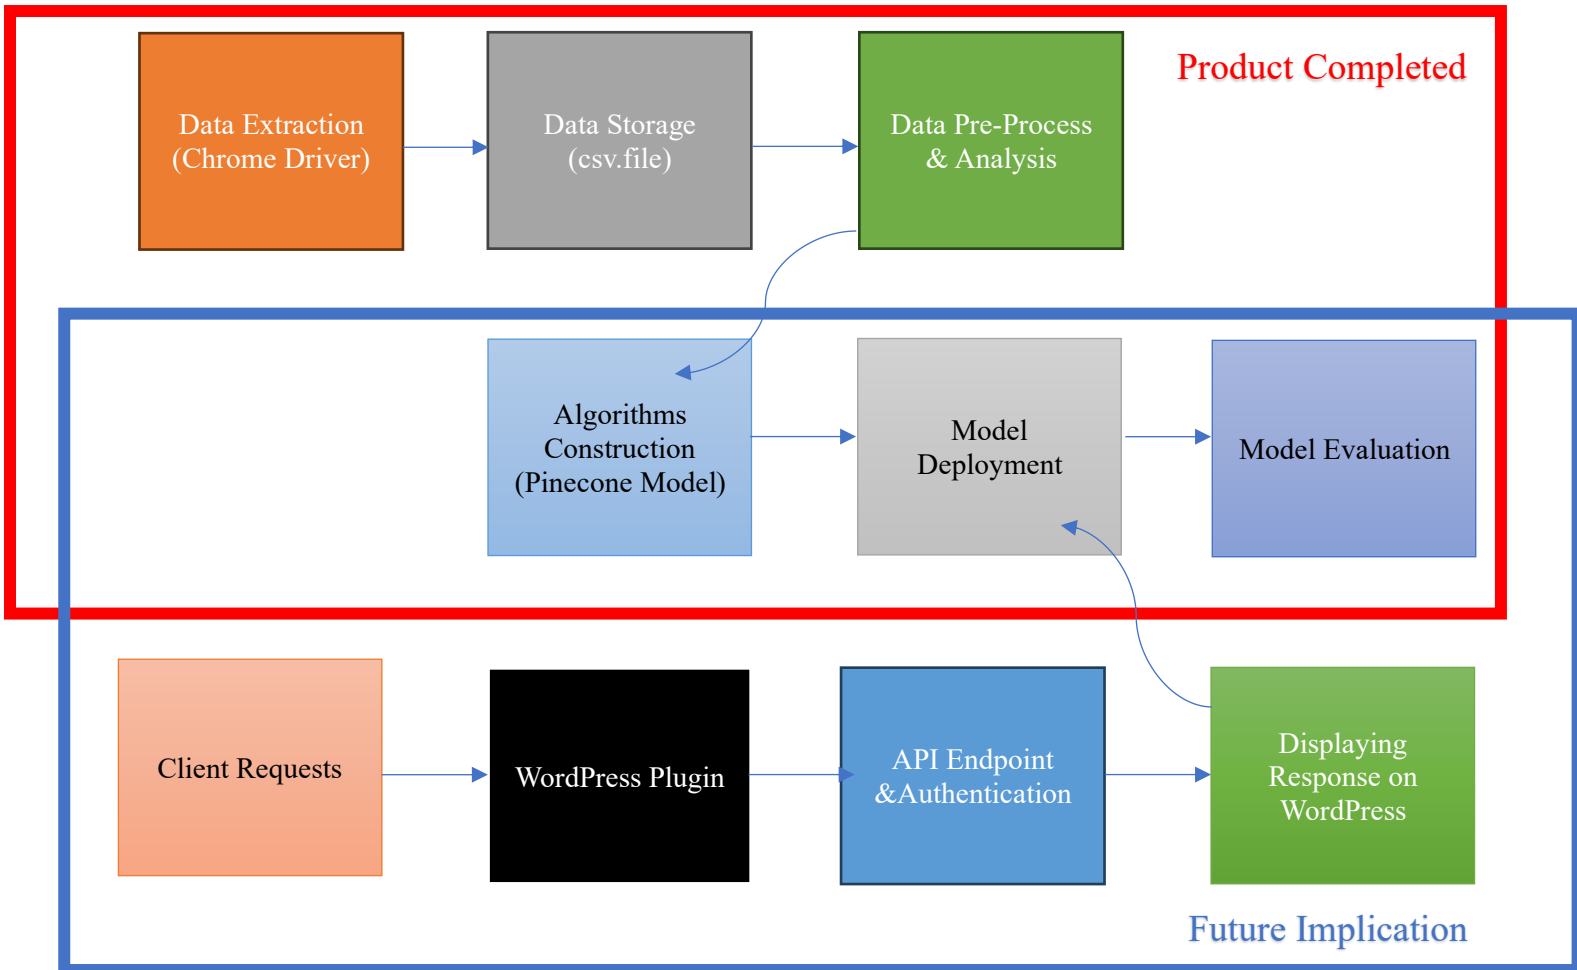 Product Completed
Data Extraction
(Chrome Driver)
Data Storage
(csv.file)
Data Pre-Process
& Analysis
Algorithms
Construction
(Pinecone Model)
Model
Deployment
Model Evaluation
Client Requests
WordPress Plugin
API Endpoint
&Authentication
Displaying
Response on
WordPress
Future Implication